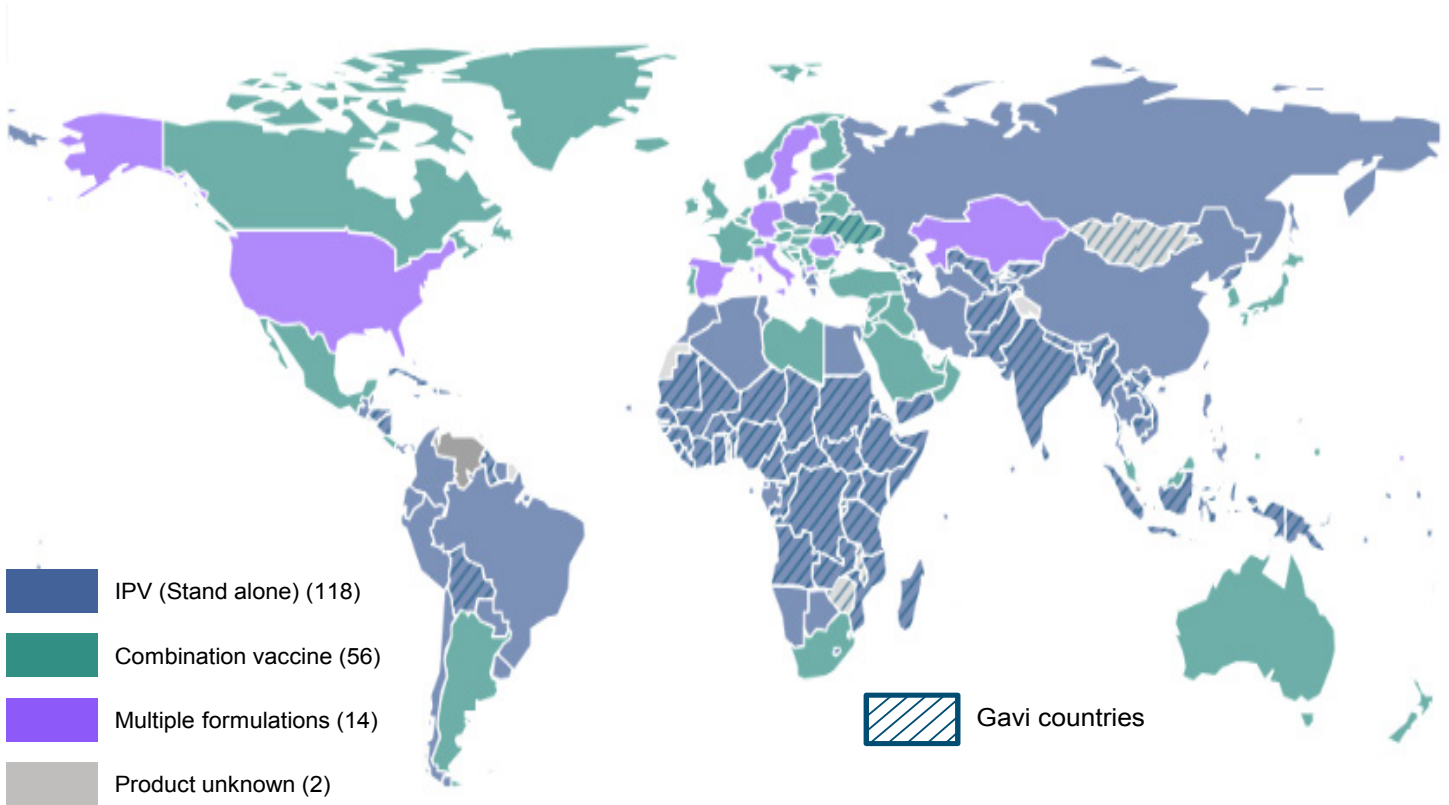 IPV (Stand alone) (118)
Combination vaccine (56)
Multiple formulations (14)
Product unknown (2)
Gavi countries